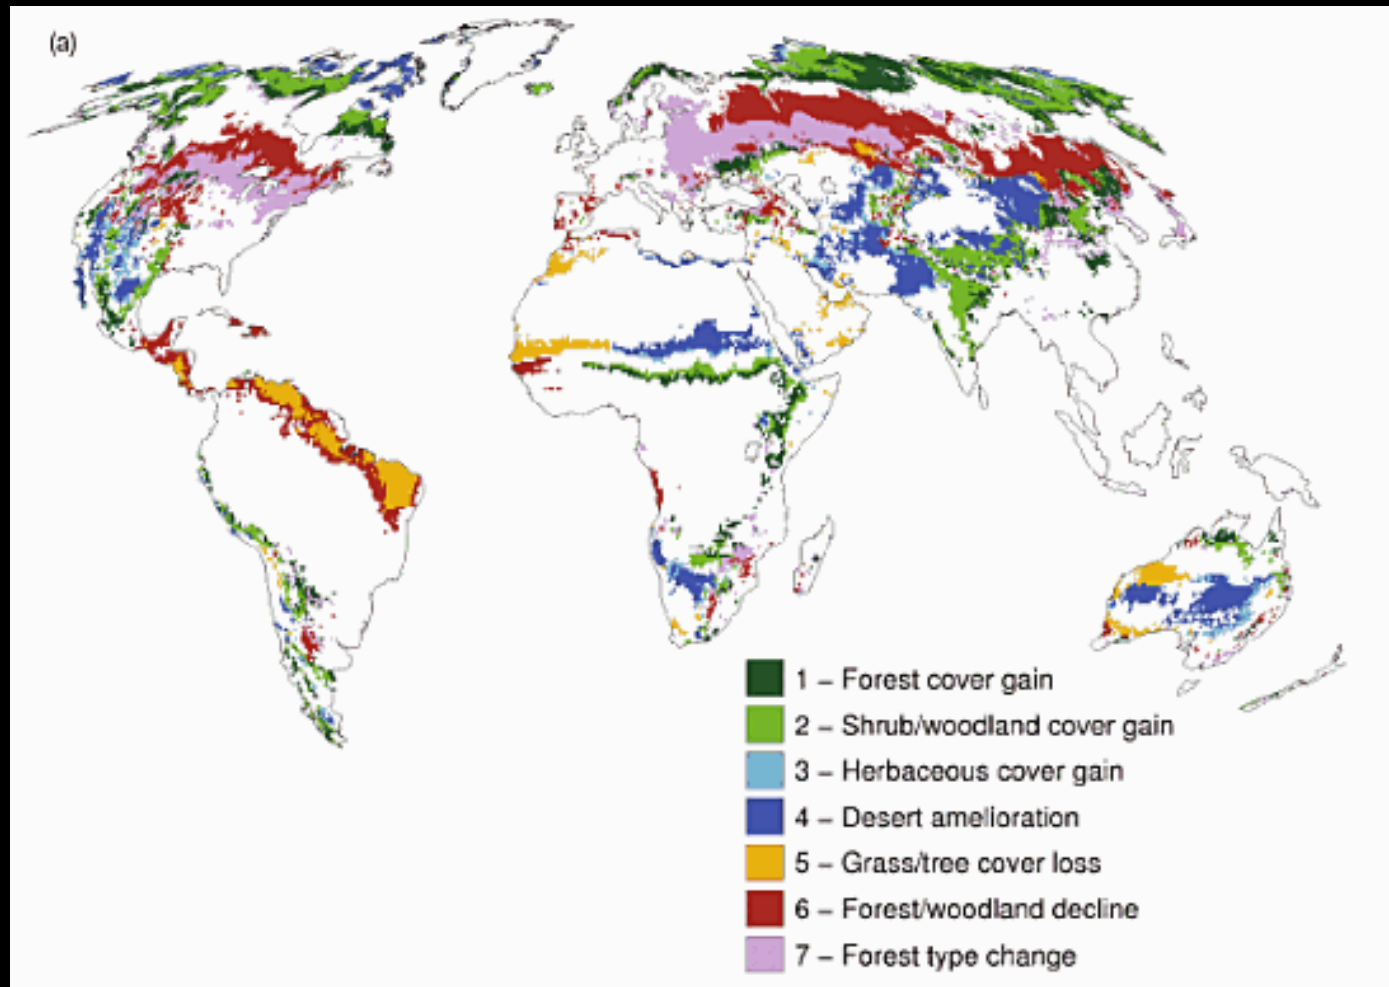 (a)
1 – Forest cover gain
2 – Shrub/woodland cover gain
3 – Herbaceous cover gain
4 – Desert amelioration
5 – Grass/tree cover loss
6 – Forest/woodland decline
7 – Forest type change